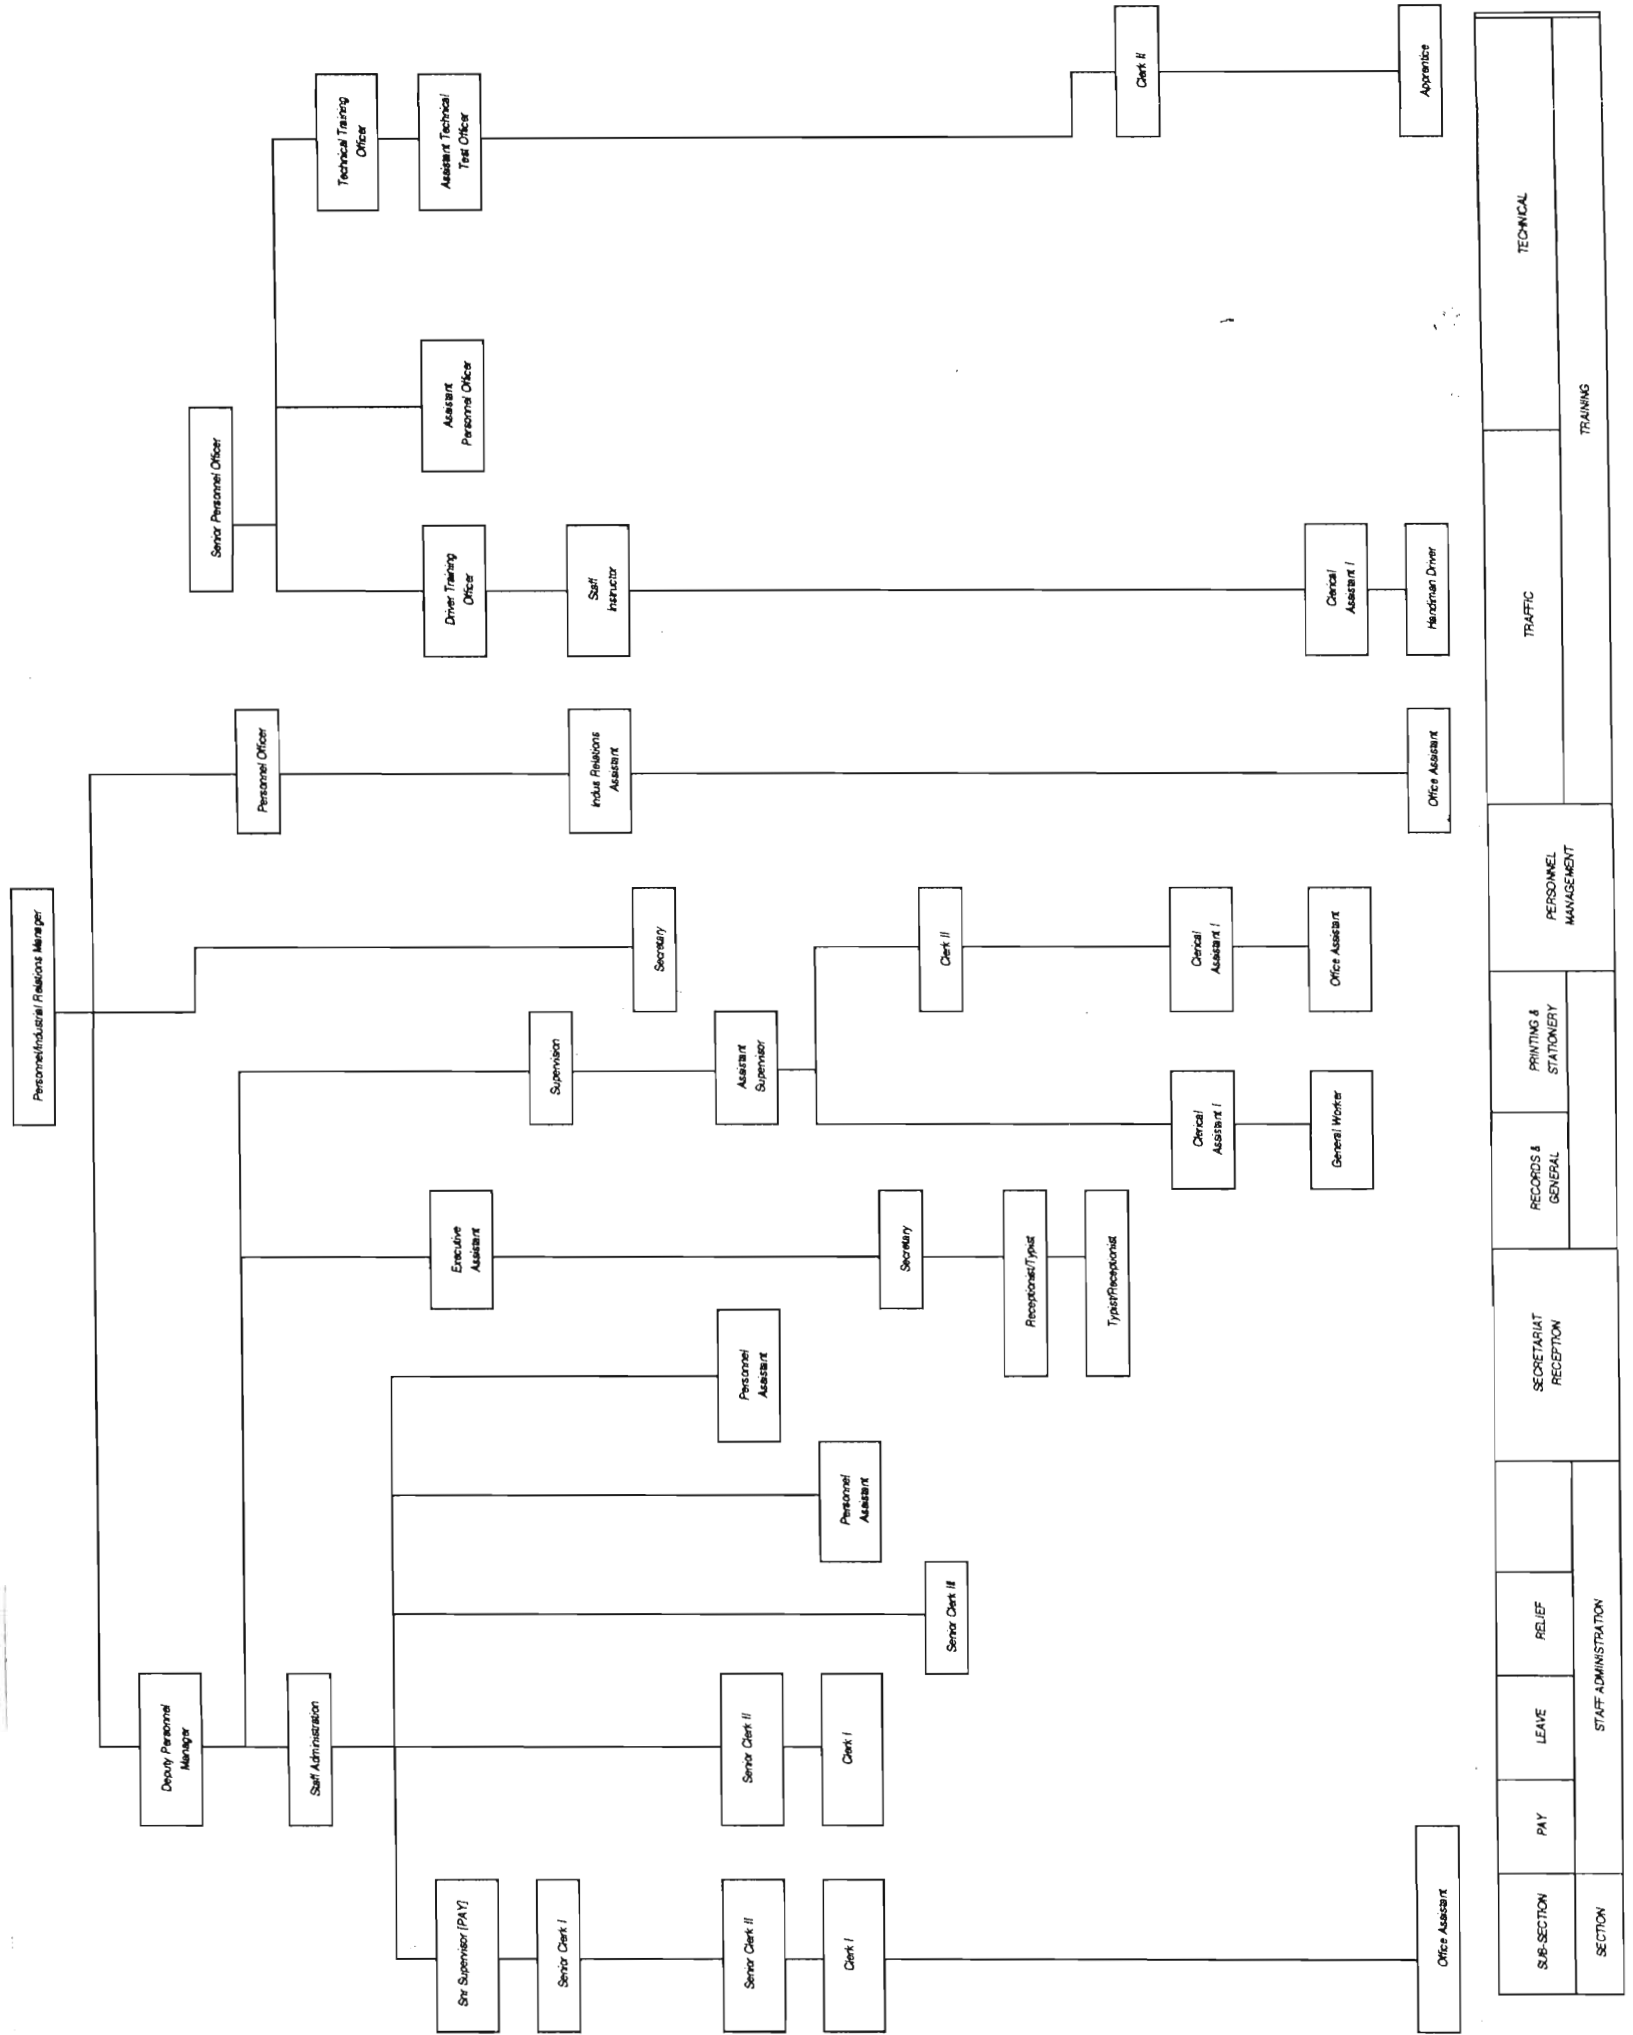 Personnel/Industrial Relations Manager
Senior Personnel Officer
Deputy Personnel
Manager
Personnel Officer
Technical Training
Officer
Staff Administration
Executive
Assistant
Driver Training
Officer
Assistant
Personnel Officer
Assistant Technical
Test Officer
Snr Supervisor [PAY]
Senior Clerk I
Supervision
Indus Relations
Assistant
Staff
Instructor
Secretary
Senior Clerk II
Senior Clerk II
Personnel
Assistant
Assistant
Supervisor
Clerk I
Clerk I
Personnel
Assistant
Secretary
Senior Clerk III
Clerk II
Receptionist/Typist
Typist/Receptionist
Clerk II
Clerical
Assistant I
Clerical
Assistant I
Clerical
Assistant I
General Worker
Office Assistant
Office Assistant
Office Assistant
Handiman Driver
Apprentice
SUB-SECTION
PAY
LEAVE
RELIEF
SECRETARIAT
RECEPTION
RECORDS &
GENERAL
PRINTING &
STATIONERY
PERSONNEL
MANAGEMENT
TRAFFIC
TECHNICAL
SECTION
STAFF ADMINISTRATION
TRAINING